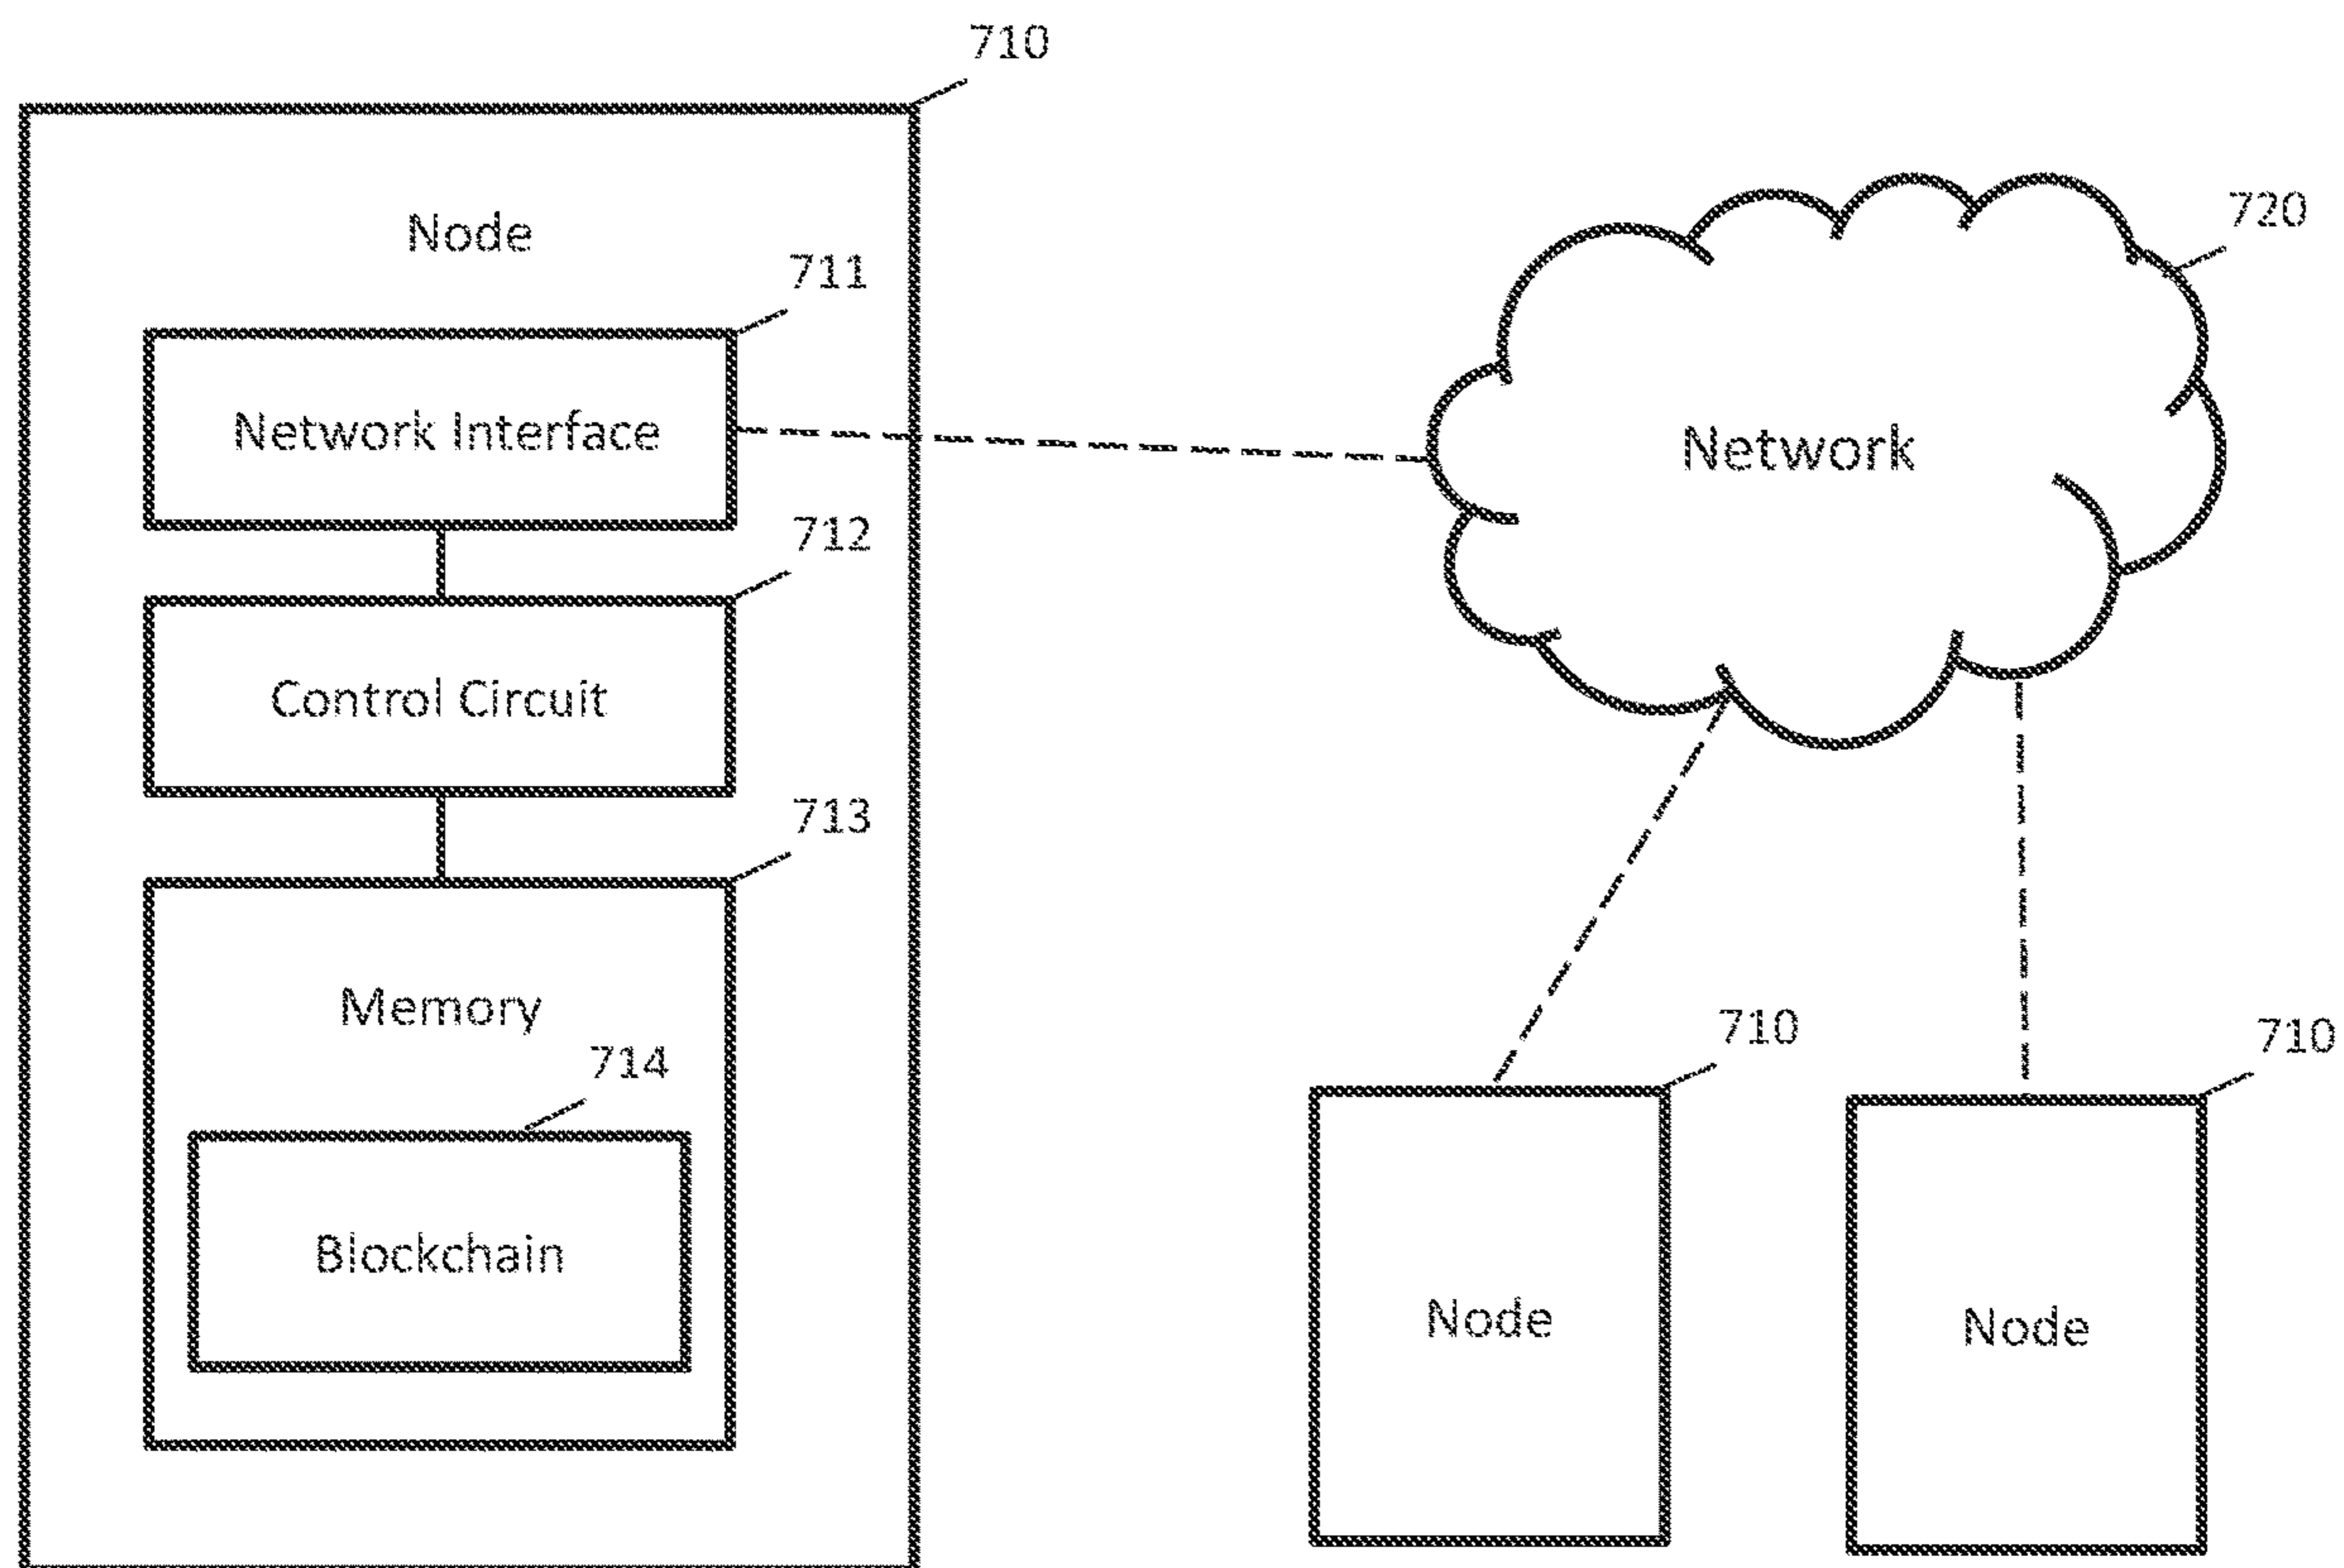 710
Node
711
Network Interface
712
Control Circuit
713
Memory
714
Blockchain
720
Network
710
Node
710
Node